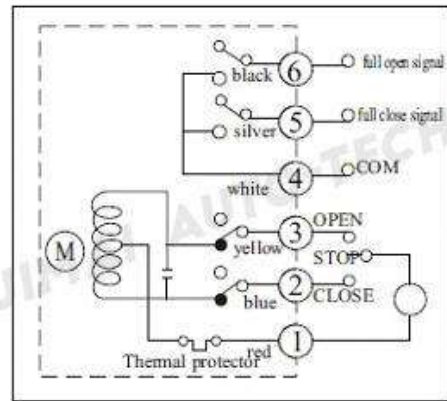 6 full open signal
black
5 full close signal
silver
4 COM
white
3 OPEN
yellow
STOP
M
2 CLOSE
blue
1
red
Thermal protector